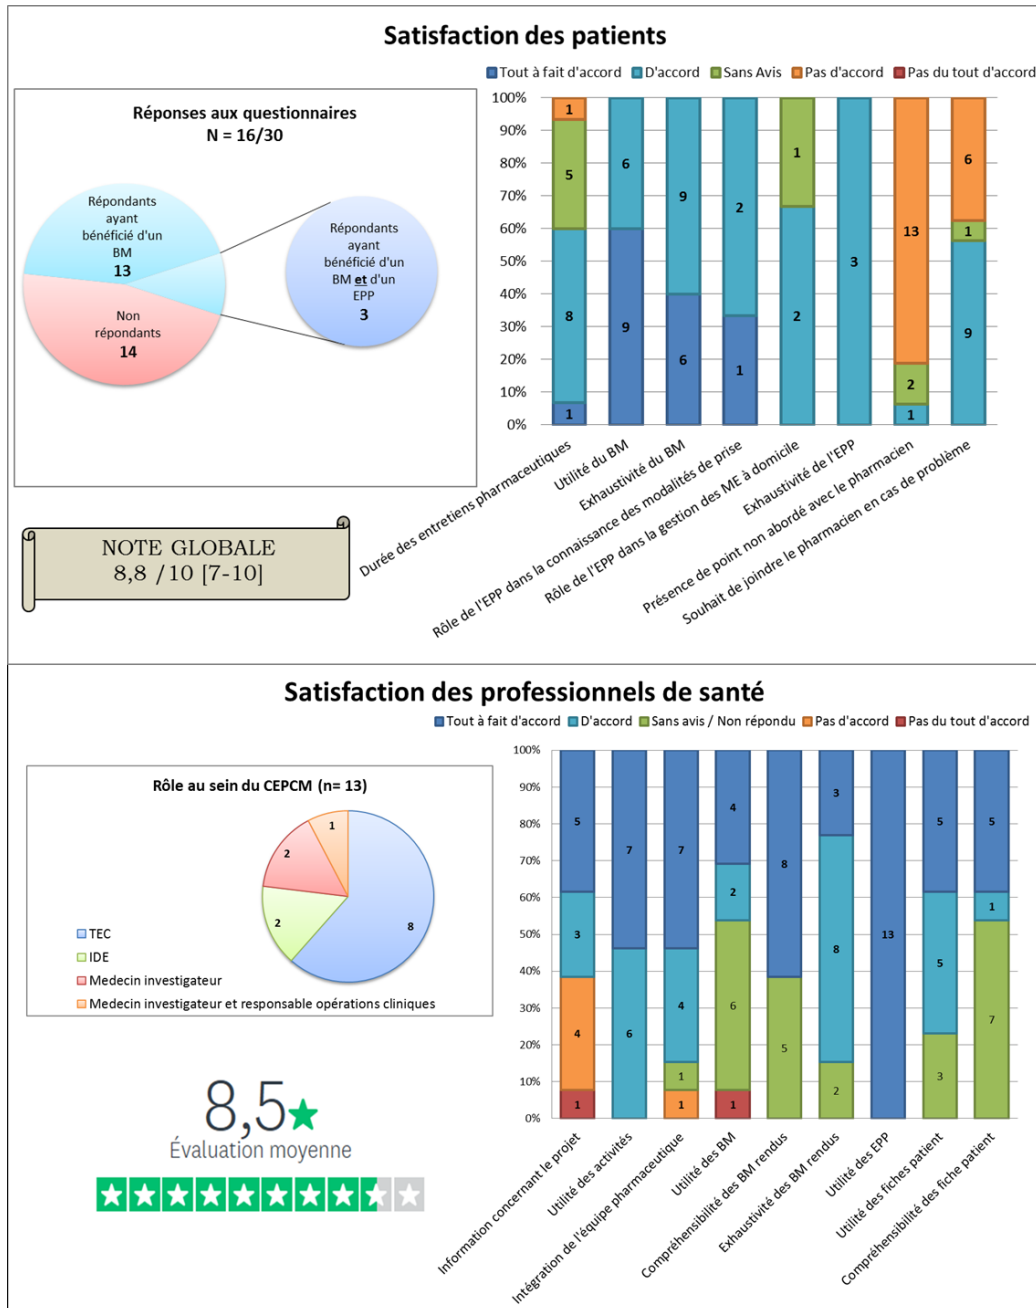 Satisfaction des patients
Tout à fait d'accord D'accord Sans Avis Pas d'accord Pas du tout d'accord
Réponses aux questionnaires
N = 16/30
Répondants
ayant
bénéficié d'un
BM
13
Non
répondants
14
Répondants
ayant
bénéficié d'un
BM et d'un
EPP
3
NOTE GLOBALE
8,8 /10 [7-10]
100%
90%
80%
70%
60%
50%
40%
30%
20%
10%
0%
1
5
8
1
6
9
9
6
2
1
1
2
3
13
2
1
6
1
9
Durée des entretiens pharmaceutiques
Utilité du BM
Exhaustivité du BM
Rôle de l'EPP dans la connaissance des modalités de prise
Rôle de l'EPP dans la gestion des ME à domicile
Exhaustivité de l'EPP
Présence de point non abordé avec le pharmacien
Souhait de joindre le pharmacien en cas de problème
Satisfaction des professionnels de santé
Tout à fait d'accord D'accord Sans avis / Non répondu Pas d'accord Pas du tout d'accord
Rôle au sein du CEPCM (n= 13)
1
2
2
8
TEC
IDE
Medecin investigateur
Medecin investigateur et responsable opérations cliniques
8,5
Évaluation moyenne
100%
90%
80%
70%
60%
50%
40%
30%
20%
10%
0%
5
3
4
1
7
6
7
4
1
1
4
2
6
1
8
5
3
8
2
13
5
5
3
5
1
7
Information concernant le projet
Utilité des activités
Intégration de l'équipe pharmaceutique
Utilité des BM
Compréhensibilité des BM rendus
Exhaustivité des BM rendus
Utilité des EPP
Utilité des fiches patient
Compréhensibilité des fiche patient